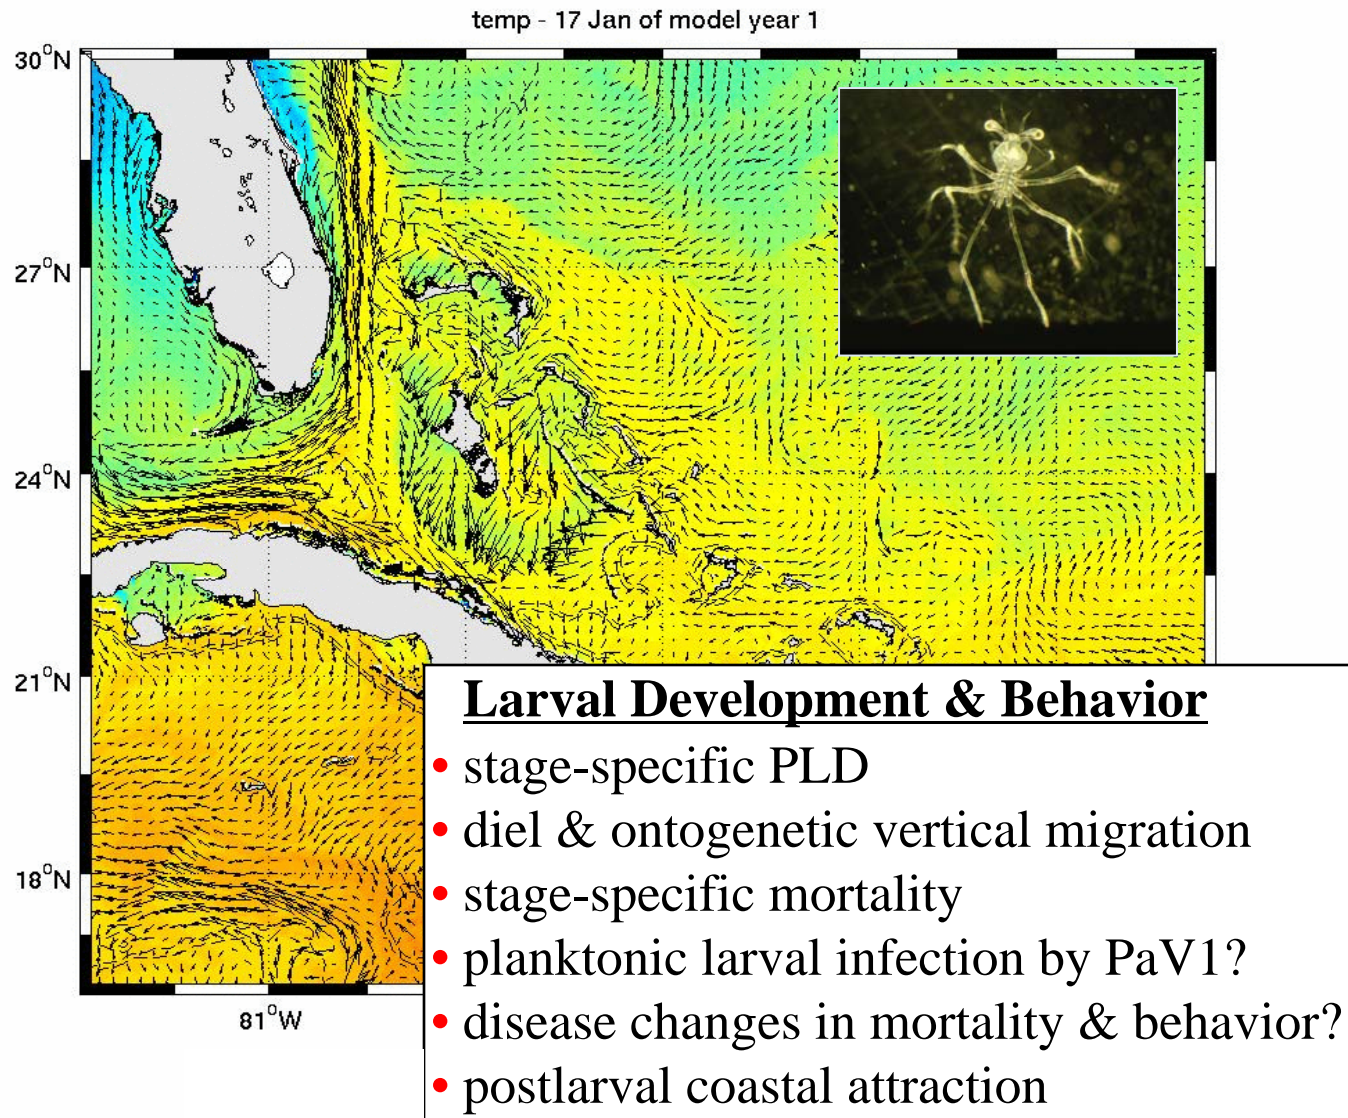 temp - 17 Jan of model year 1
30°N
27°N
24°N
21°N
18°N
81°W
Larval Development & Behavior
• stage-specific PLD
• diel & ontogenetic vertical migration
• stage-specific mortality
• planktonic larval infection by PaV1?
• disease changes in mortality & behavior?
• postlarval coastal attraction